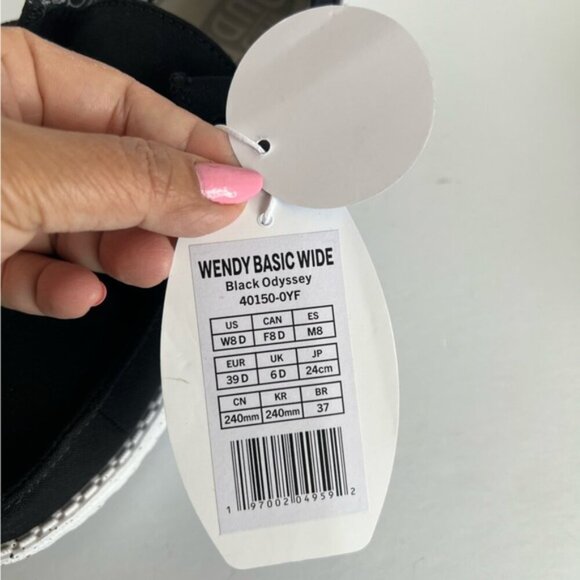 WENDY BASIC WIDE
Black Odyssey
40150-0YF
US CAN ES
W8 D F8 D M8
EUR UK JP
39 D 6 D 24cm
CN KR BR
240mm 240mm 37
1 97002 04959 2